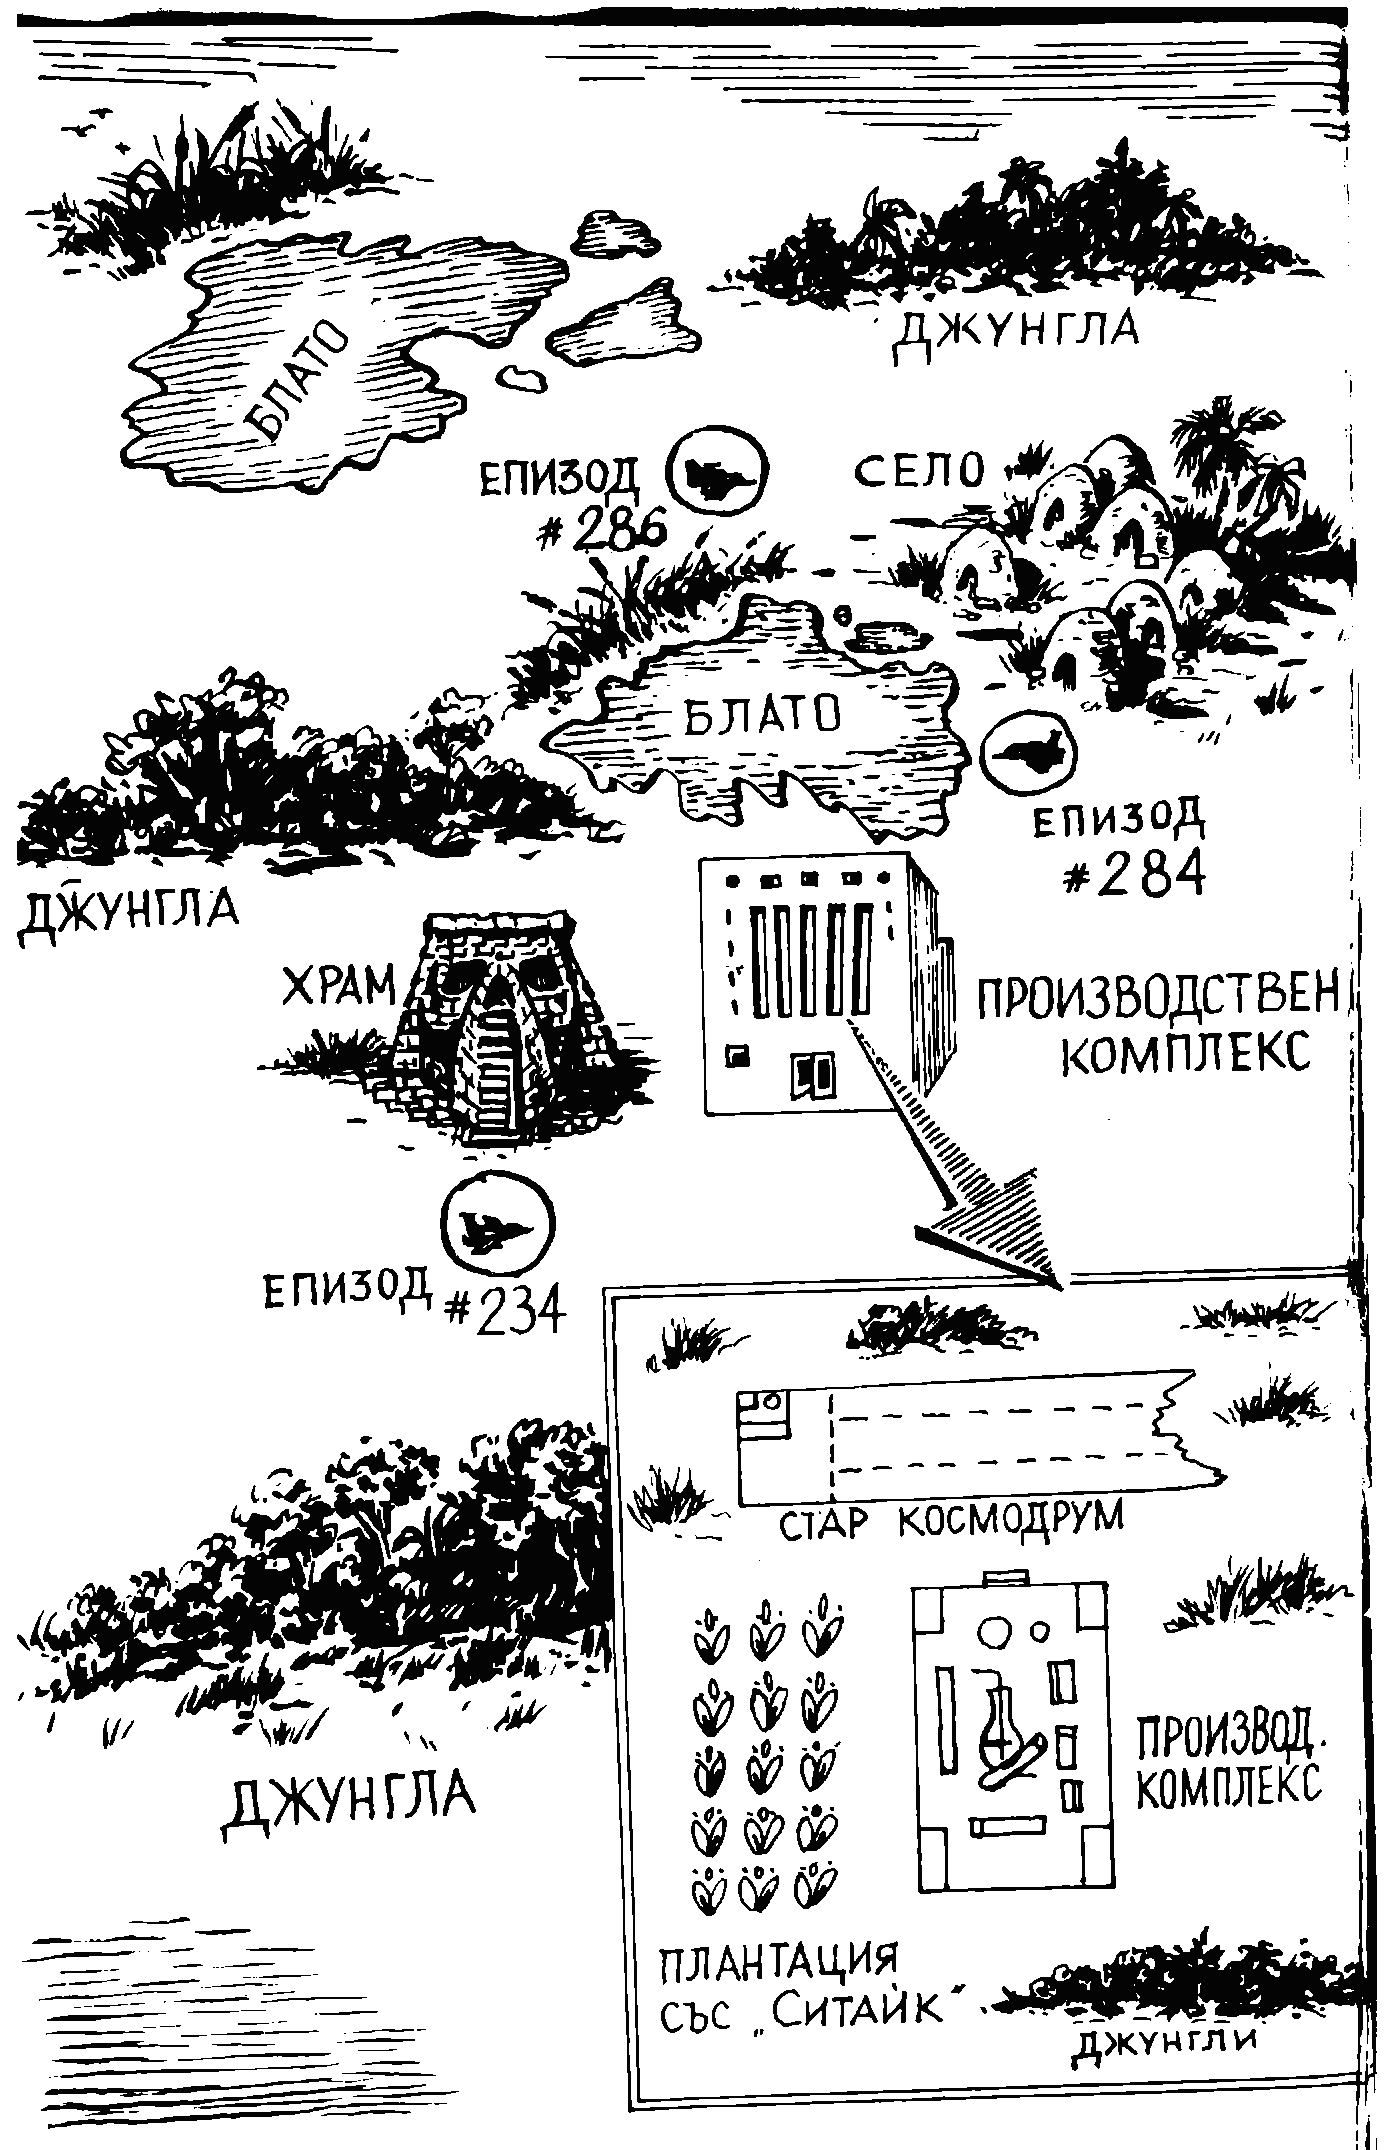 ДЖУНГЛА
БЛАТО
ЕПИЗОД
#286
СЕЛО
БЛАТО
ЕПИЗОД
#284
ДЖУНГЛА
ХРАМ
ПРОИЗВОДСТВЕН
КОМПЛЕКС
ЕПИЗОД #234
СТАР КОСМОДРУМ
ПРОИЗВОД.
КОМПЛЕКС
ДЖУНГЛА
ПЛАНТАЦИЯ
СЪС „СИТАЙК"
ДЖУНГЛИ